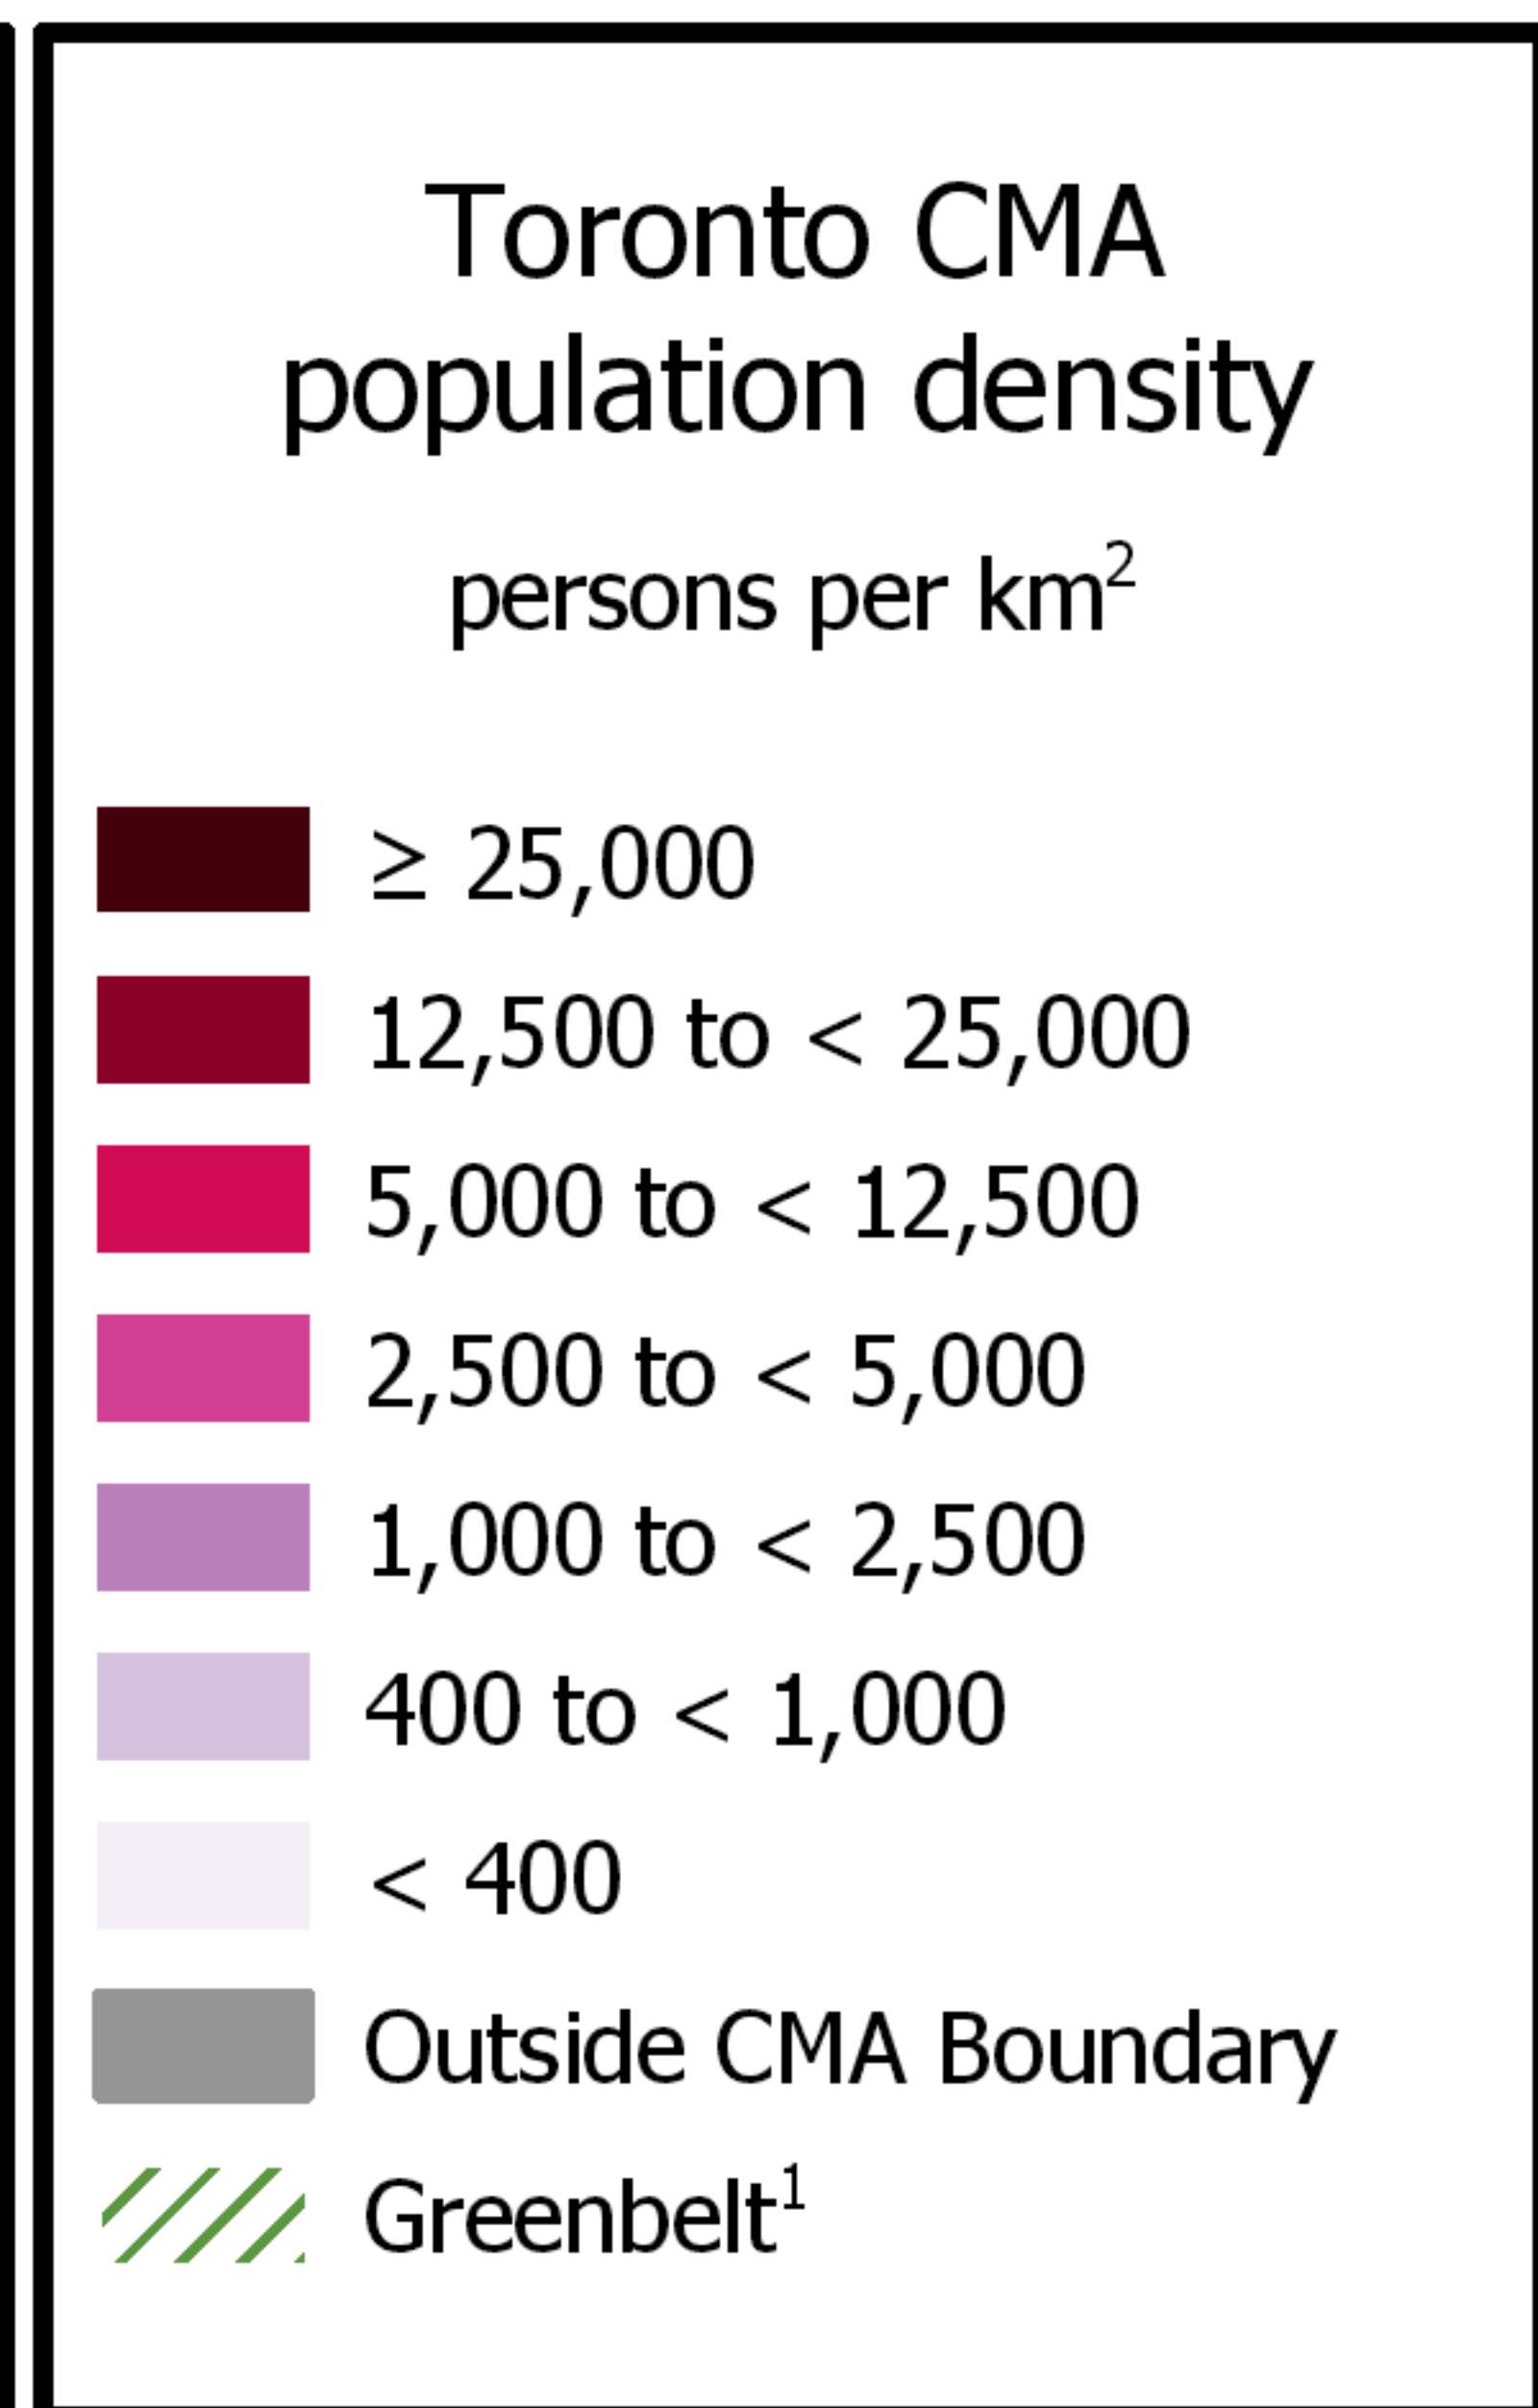 Toronto CMA
population density
persons per km²
≥ 25,000
12,500 to < 25,000
5,000 to < 12,500
2,500 to < 5,000
1,000 to < 2,500
400 to < 1,000
< 400
Outside CMA Boundary
Greenbelt¹